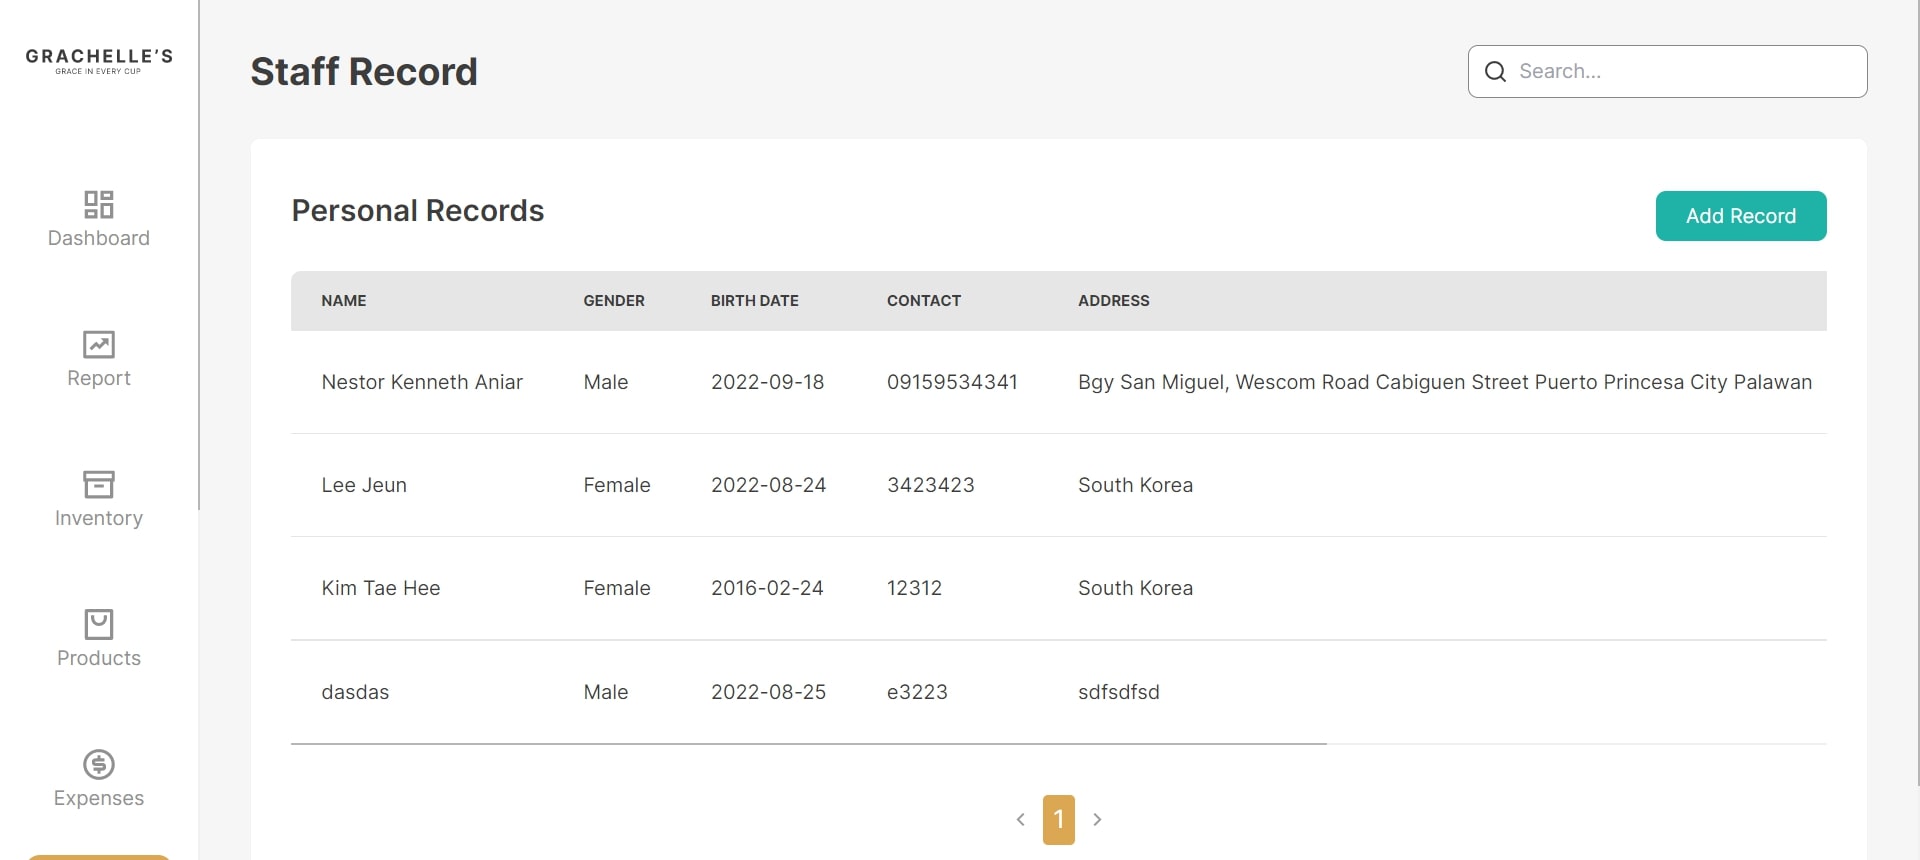 GRACHELLE'S
GRACE IN EVERY CUP
Dashboard
Report
Inventory
Products
Expenses
Staff Record
Search...
Personal Records
Add Record
NAME GENDER BIRTH DATE CONTACT ADDRESS
Nestor Kenneth Aniar Male 2022-09-18 09159534341 Bgy San Miguel, Wescom Road Cabiguen Street Puerto Princesa City Palawan
Lee Jeun Female 2022-08-24 3423423 South Korea
Kim Tae Hee Female 2016-02-24 12312 South Korea
dasdas Male 2022-08-25 e3223 sdfsdfsd
1